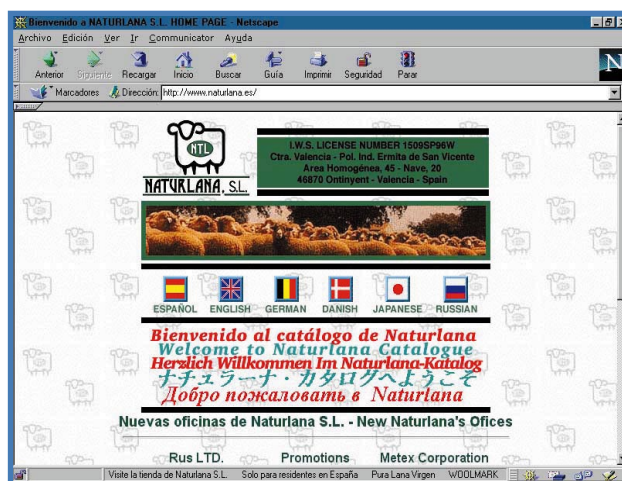 Bienvenido a NATURLANA S.L. HOME PAGE - Netscape
Archivo Edición Ver Ir Communicator Ayuda
Anterior Siguiente Recargar Inicio Buscar Guía Imprimir Seguridad Parar
N
Marcadores Dirección: http://www.naturlana.es/
NTL
NATURLANA, S.L.
I.W.S. LICENSE NUMBER 1509SP96W
Ctra. Valencia - Pol. Ind. Ermita de San Vicente
Area Homogénea, 45 - Nave, 20
46870 Ontinyent - Valencia - Spain
ESPAÑOL ENGLISH GERMAN DANISH JAPANESE RUSSIAN
Bienvenido al catálogo de Naturlana
Welcome to Naturlana Catalogue
Herzlich Willkommen Im Naturlana-Katalog
ナチュラーナ・カタログへようこそ
Добро пожаловать в Naturlana
Nuevas oficinas de Naturlana S.L. - New Naturlana's Ofices
Rus LTD. Promotions Metex Corporation
Visite la tienda de Naturlana S.L. Solo para residentes en España Pura Lana Virgen WOOLMARK